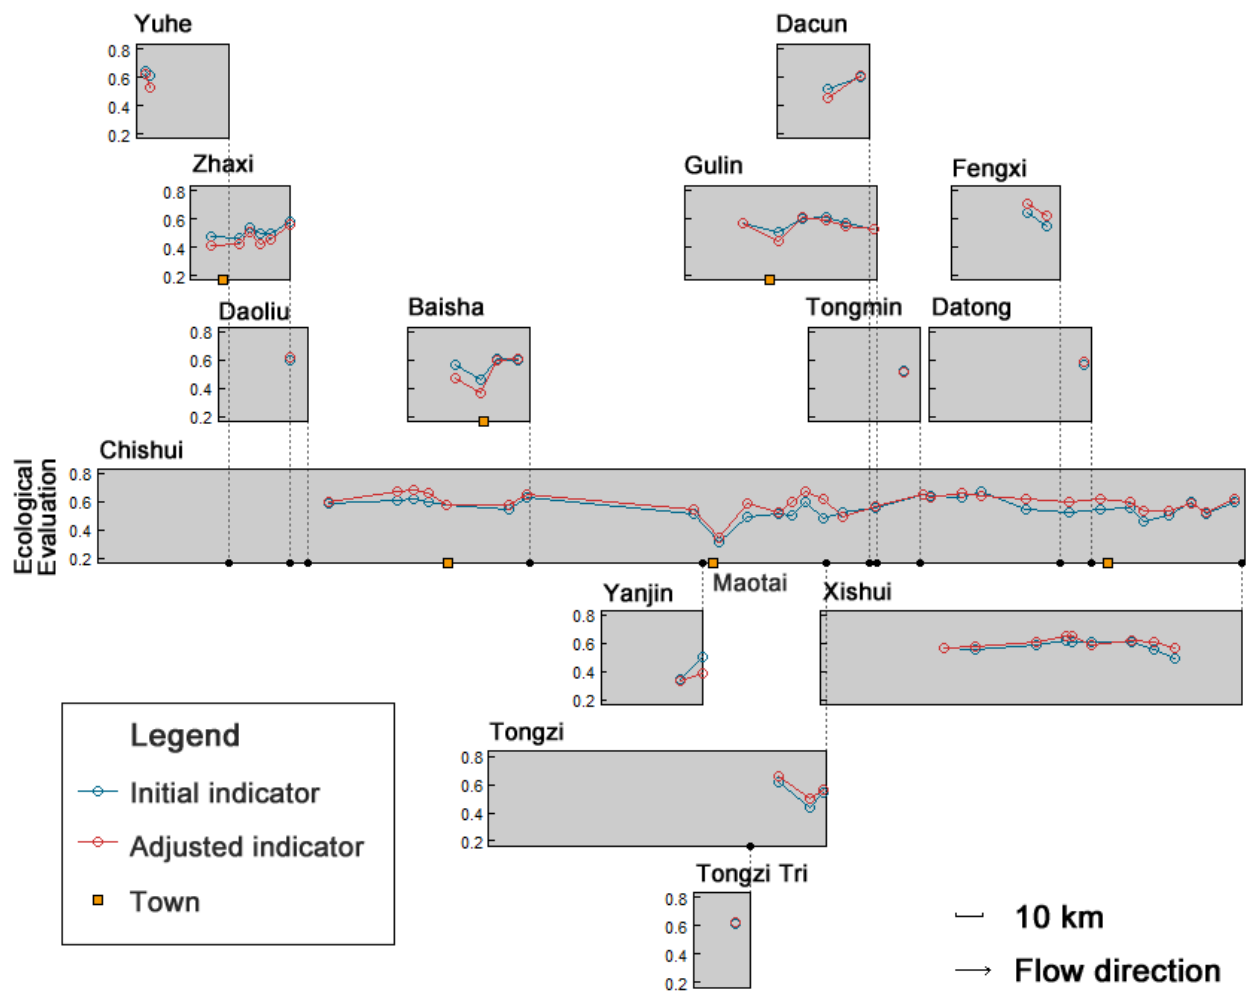 Yuhe
0.8
0.6
0.4
0.2
Dacun
Zhaxi
0.8
0.6
0.4
0.2
Gulin
Fengxi
Daoliu
0.8
0.6
0.4
0.2
Baisha
Tongmin
Datong
Chishui
Ecological
Evaluation
0.8
0.6
0.4
0.2
Maotai
Yanjin
0.8
0.6
0.4
0.2
Xishui
Tongzi
0.8
0.6
0.4
0.2
Tongzi Tri
0.8
0.6
0.4
0.2
Legend
Initial indicator
Adjusted indicator
Town
10 km
Flow direction